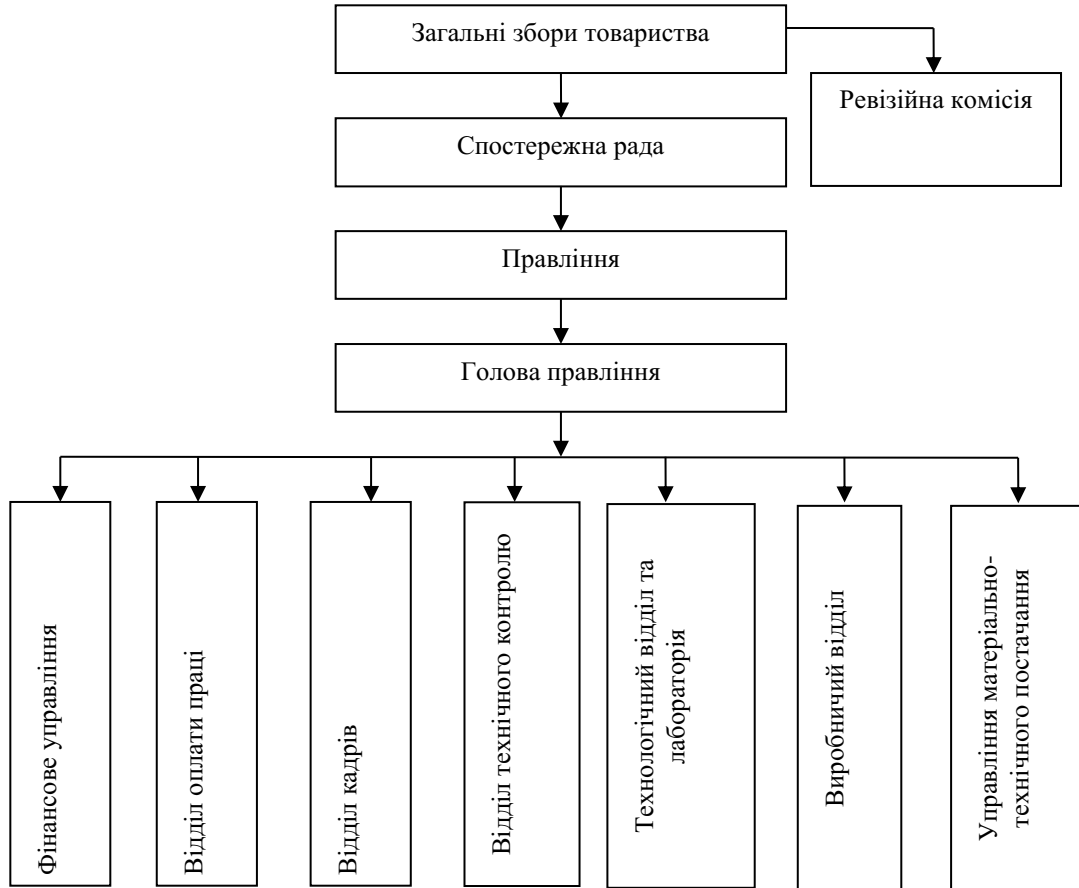 Загальні збори товариства
Ревізійна комісія
Спостережна рада
Правління
Голова правління
Фінансове управління
Відділ оплати праці
Відділ кадрів
Відділ технічного контролю
Технологічний відділ та
лабораторія
Виробничий відділ
Управління матеріально-
технічного постачання